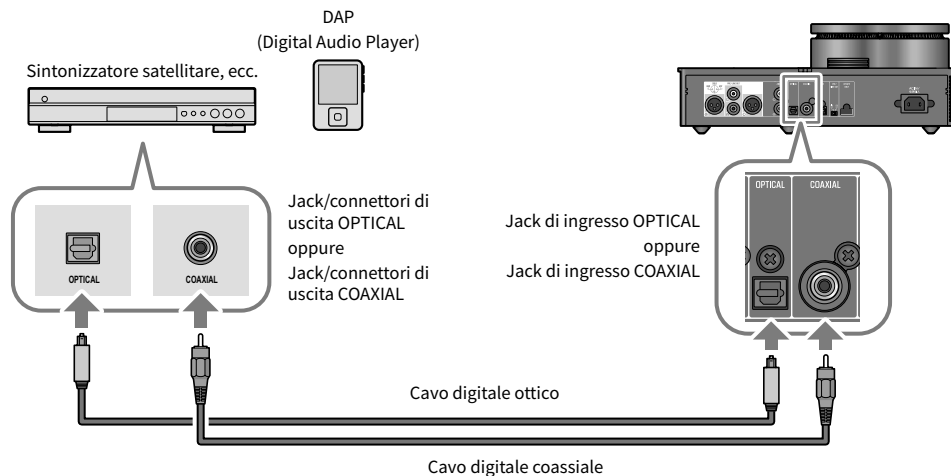 DAP
(Digital Audio Player)
Sintonizzatore satellitare, ecc.
OPTICAL
COAXIAL
Jack/connettori di
uscita OPTICAL
oppure
Jack/connettori di
uscita COAXIAL
Jack di ingresso OPTICAL
oppure
Jack di ingresso COAXIAL
OPTICAL
COAXIAL
Cavo digitale ottico
Cavo digitale coassiale